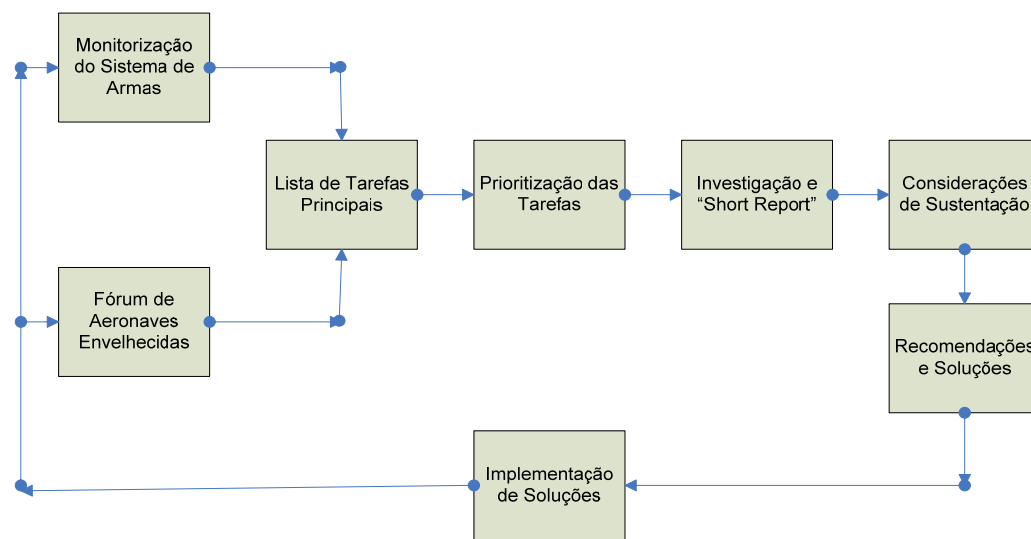 Monitorização
do Sistema de
Armas
Lista de Tarefas
Principais
Prioritização das
Tarefas
Investigação e
“Short Report”
Considerações
de Sustentação
Fórum de
Aeronaves
Envelhecidas
Recomendações
e Soluções
Implementação
de Soluções